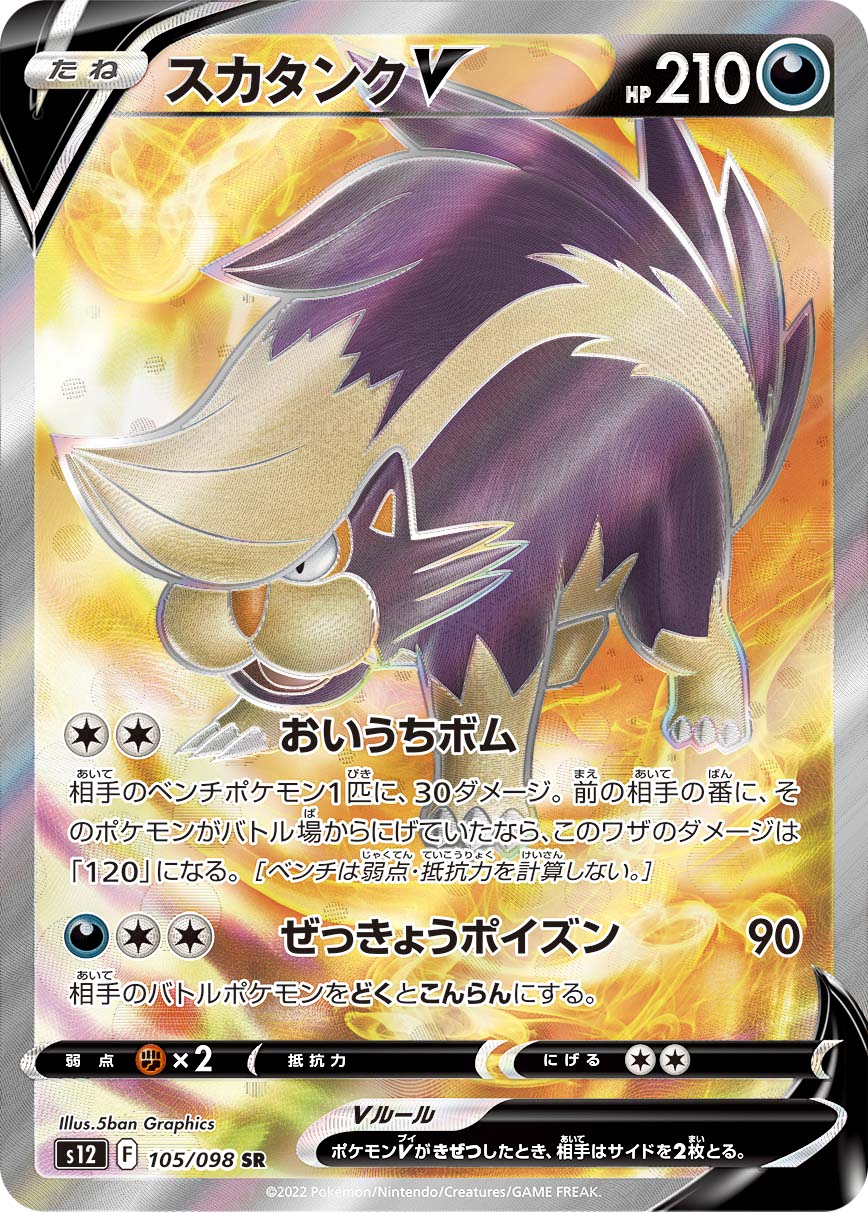 たね スカタンクV HP210
おいうちボム
相手のベンチポケモン1匹に、30ダメージ。前の相手の番に、そ
のポケモンがバトル場からにげていたなら、このワザのダメージは
「120」になる。［ベンチは弱点・抵抗力を計算しない。］
ぜっきょうポイズン 90
相手のバトルポケモンをどくとこんらんにする。
弱点 ×2 抵抗力 にげる
Illus.5ban Graphics
Vルール
ポケモンVがきぜつしたとき、相手はサイドを2枚とる。
s12 F 105/098 SR
©2022 Pokémon/Nintendo/Creatures/GAME FREAK.